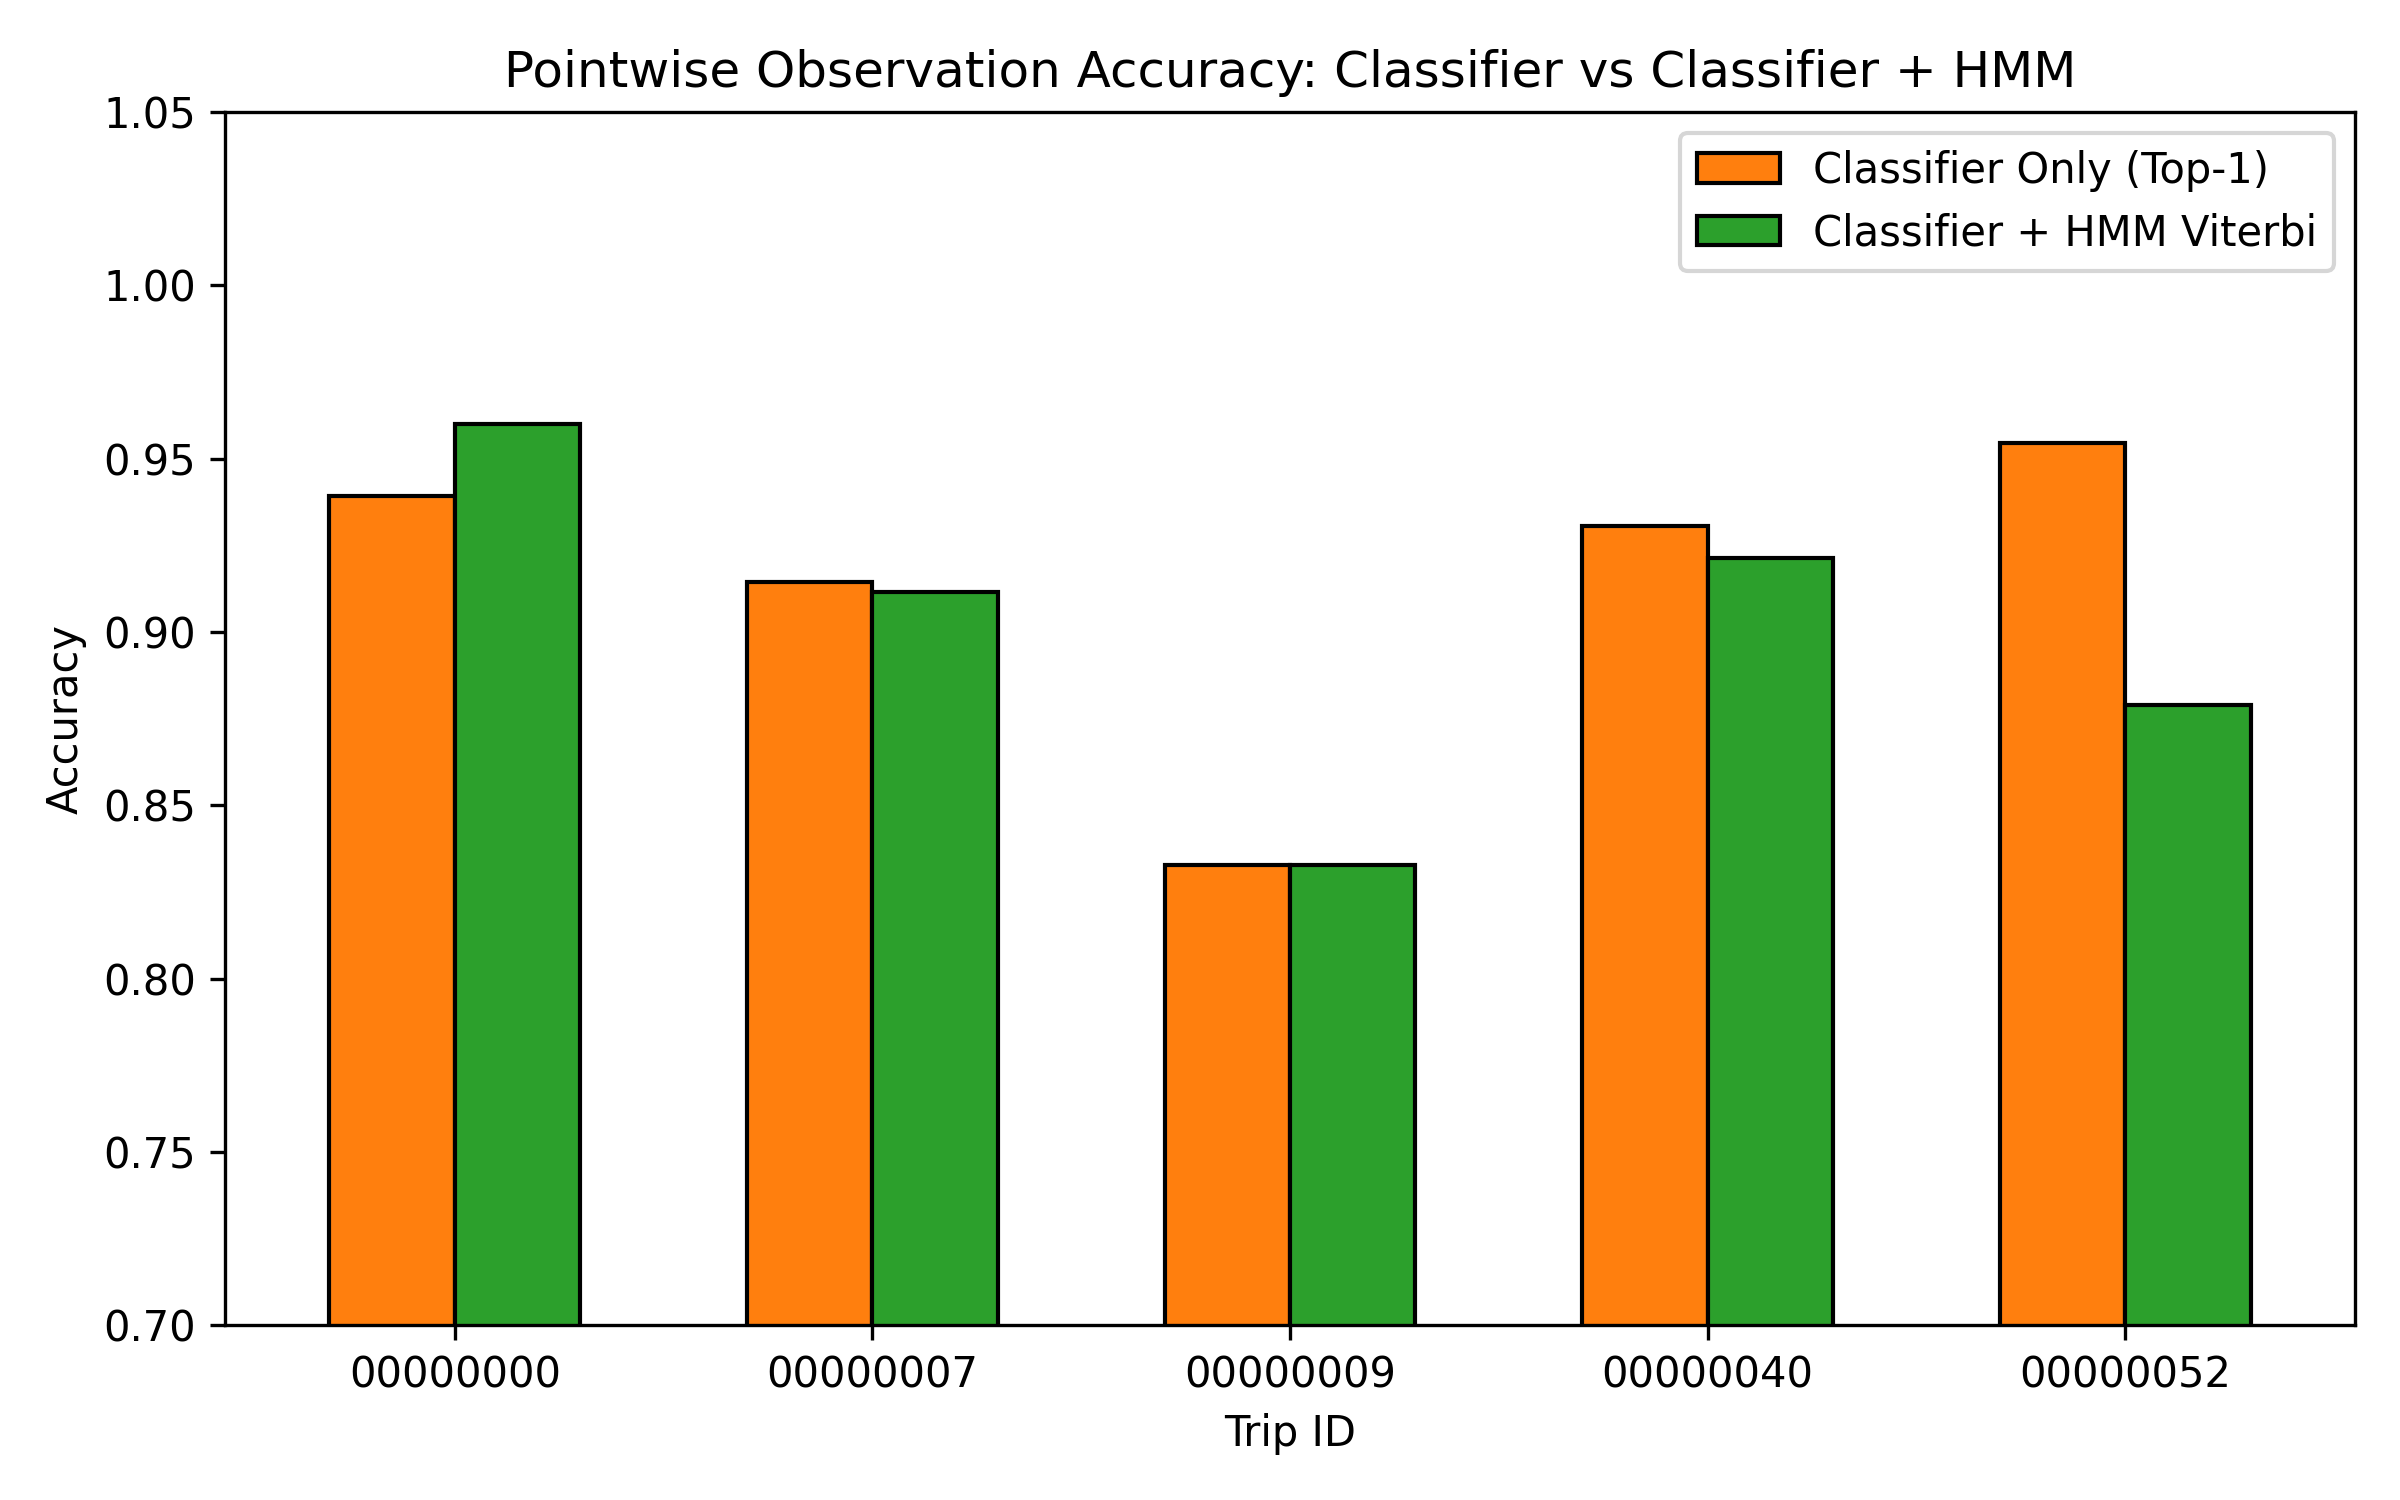 Pointwise Observation Accuracy: Classifier vs Classifier + HMM
1.05
1.00
0.95
0.90
0.85
0.80
0.75
0.70
Accuracy
Classifier Only (Top-1)
Classifier + HMM Viterbi
00000000 00000007 00000009 00000040 00000052
Trip ID